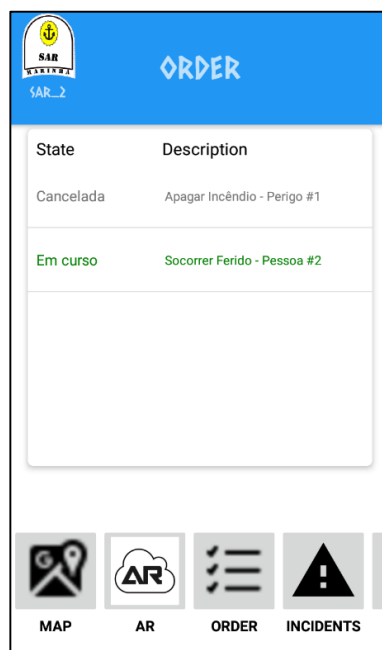 SAR
MARINHA
SAR_2
ORDER
State Description
Cancelada Apagar Incêndio - Perigo #1
Em curso Socorrer Ferido - Pessoa #2
G
AR
MAP AR ORDER INCIDENTS